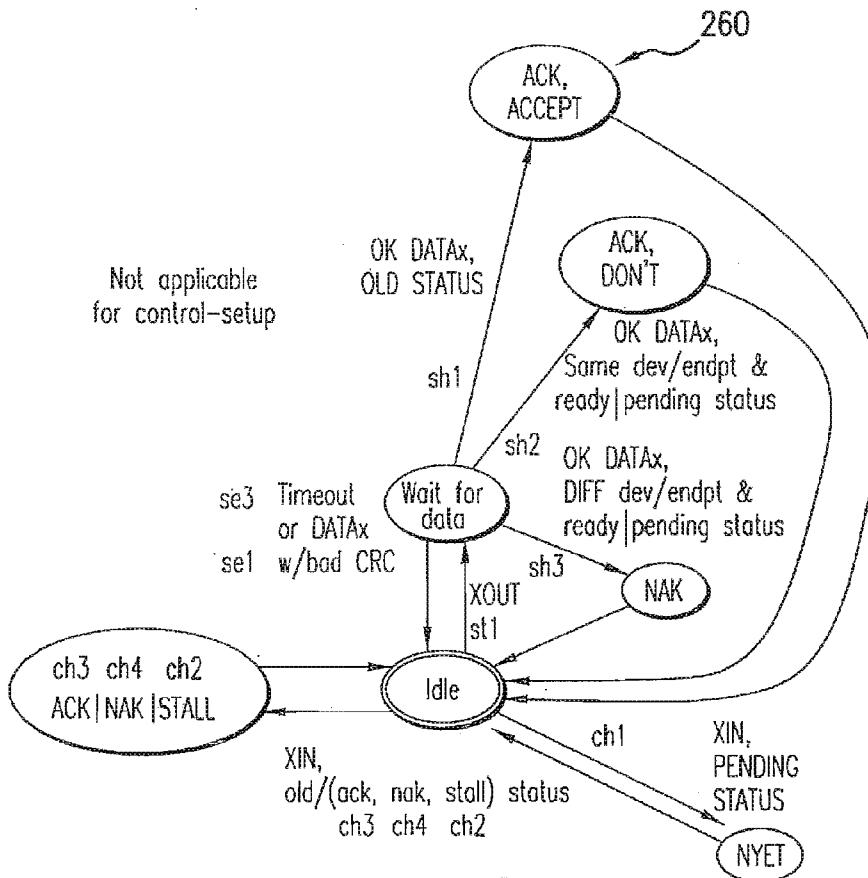 260
ACK,
ACCEPT
OK DATAx,
OLD STATUS
Not applicable
for control-setup
ACK,
DON'T
OK DATAx,
Same dev/endpt &
ready|pending status
sh1
sh2
OK DATAx,
DIFF dev/endpt &
ready|pending status
se3 Timeout
or DATAx
se1 w/bad CRC
Wait for
data
sh3
NAK
XOUT
st1
ch3 ch4 ch2
ACK|NAK|STALL
Idle
ch1
XIN,
PENDING
STATUS
XIN,
old/(ack, nak, stall) status
ch3 ch4 ch2
NYET